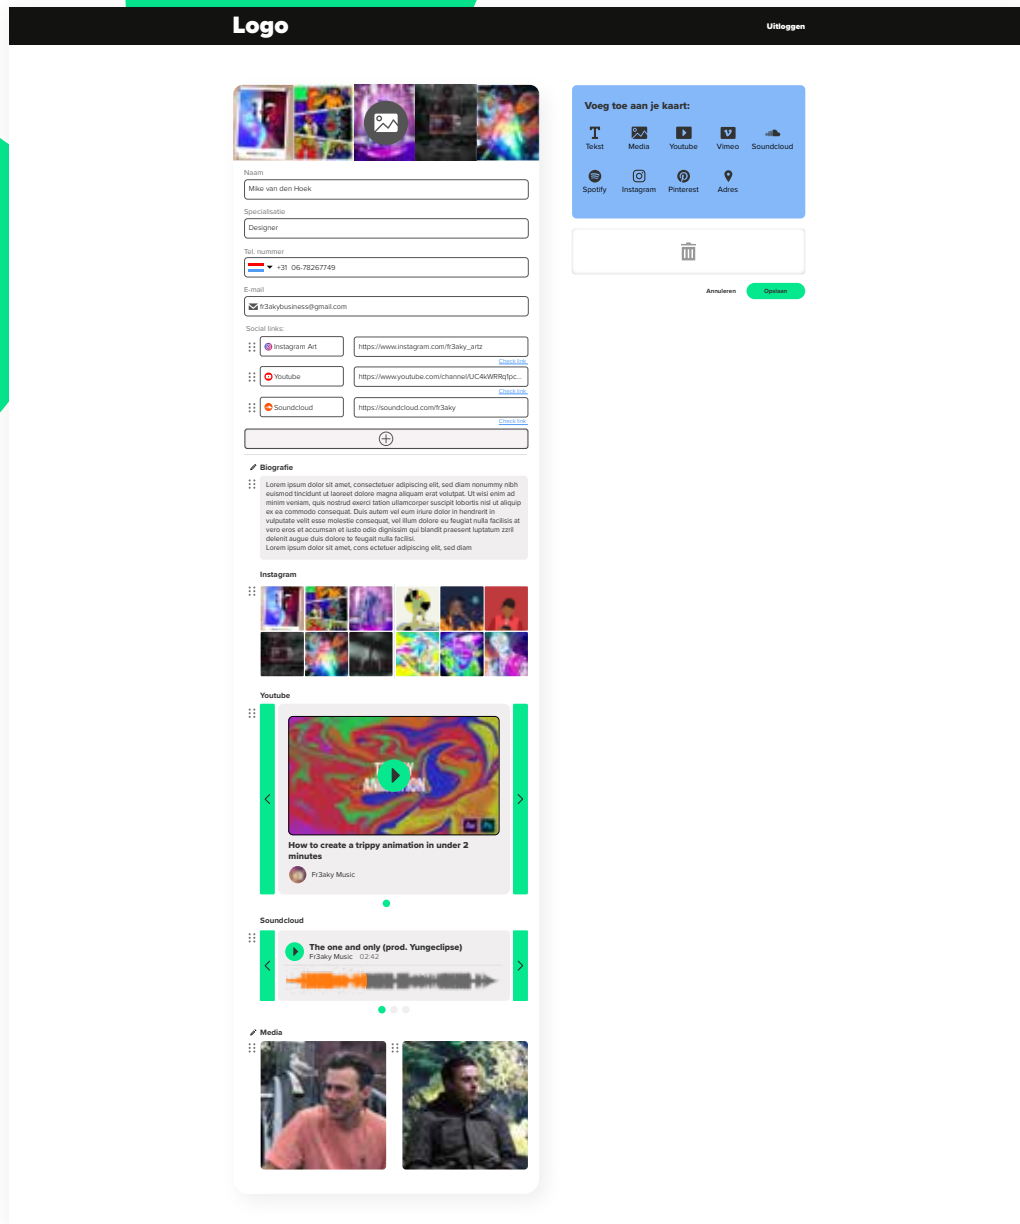 Logo
Uitloggen
Naam
Mike van den Hoek
Specialisatie
Designer
Tel. nummer
+31 06-78267749
E-mail
fr3akybusiness@gmail.com
Social links:
Instagram Art
https://www.instagram.com/fr3aky_artz
Check link
Youtube
https://www.youtube.com/channel/UC4kWRRq1pc...
Check link
Soundcloud
https://soundcloud.com/fr3aky
Check link
Biografie
Lorem ipsum dolor sit amet, consectetuer adipiscing elit, sed diam nonummy nibh
euismod tincidunt ut laoreet dolore magna aliquam erat volutpat. Ut wisi enim ad
minim veniam, quis nostrud exerci tation ullamcorper suscipit lobortis nisl ut aliquip
ex ea commodo consequat. Duis autem vel eum iriure dolor in hendrerit in
vulputate velit esse molestie consequat, vel illum dolore eu feugiat nulla facilisis at
vero eros et accumsan et iusto odio dignissim qui blandit praesent luptatum zzril
delenit augue duis dolore te feugait nulla facilisi.
Lorem ipsum dolor sit amet, cons ectetuer adipiscing elit, sed diam
Instagram
Youtube
Ae
How to create a trippy animation in under 2
minutes
Fr3aky Music
Soundcloud
The one and only (prod. Yungeclipse)
Fr3aky Music 02:42
Media
Voeg toe aan je kaart:
Tekst Media Youtube Vimeo Soundcloud
Spotify Instagram Pinterest Adres
Annuleren
Opslaan